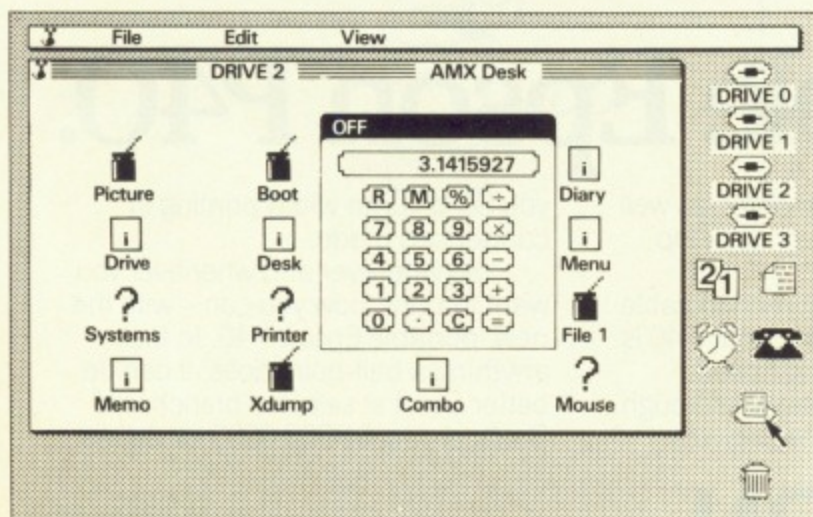 File Edit View
DRIVE 2 AMX Desk
OFF
3.1415927
R M % ÷
7 8 9 ×
4 5 6 −
1 2 3 +
0 · C =
Picture Boot Diary
i i i i
Drive Desk Menu
? ?
Systems Printer File 1
i i ?
Memo Xdump Combo Mouse
DRIVE 0
DRIVE 1
DRIVE 2
DRIVE 3
21